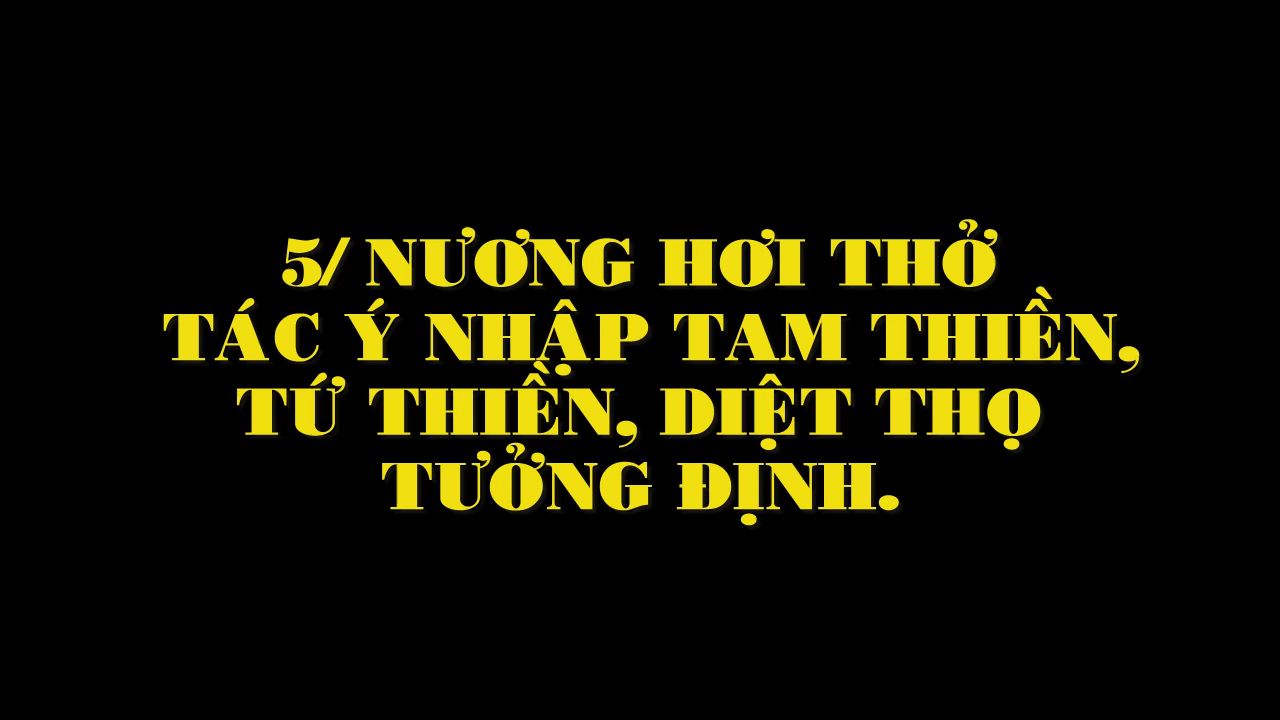 5/ NƯƠNG HƠI THỞ
TÁC Ý NHẬP TAM THIỀN,
TỨ THIỀN, DIỆT THỌ
TƯỞNG ĐỊNH.